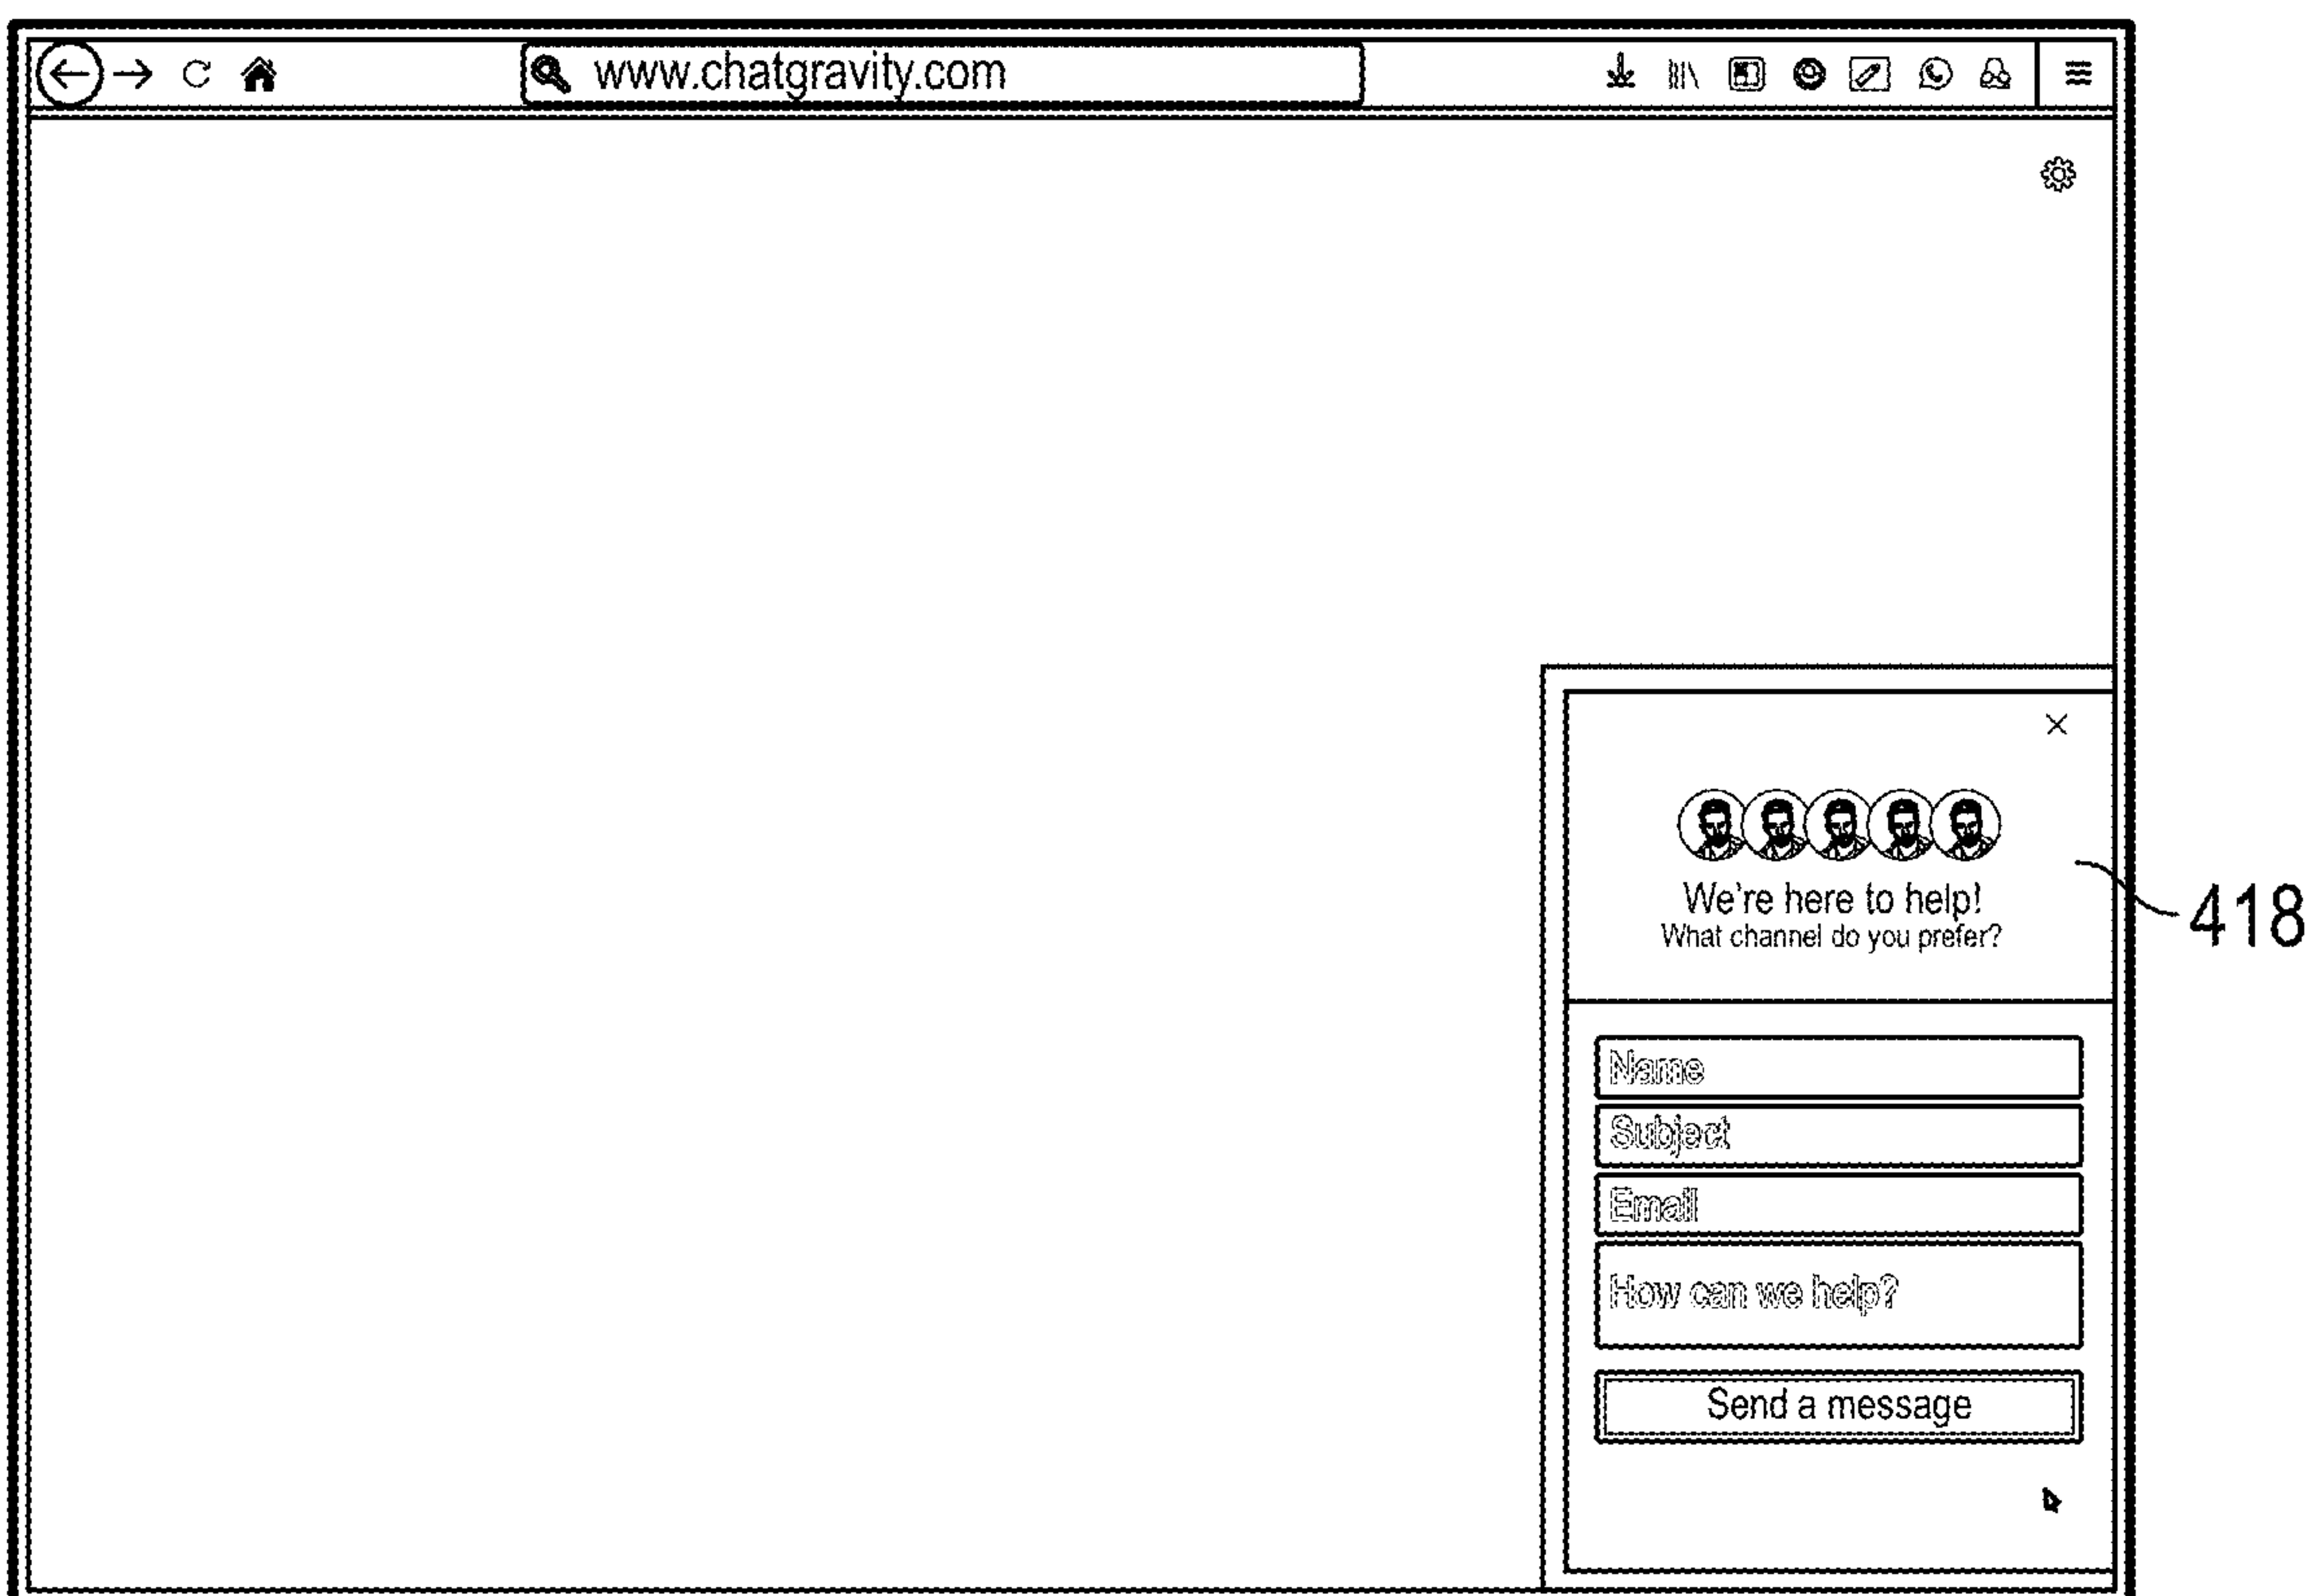 www.chatgravity.com
We're here to help!
What channel do you prefer?
418
Name
Subject
Email
How can we help?
Send a message